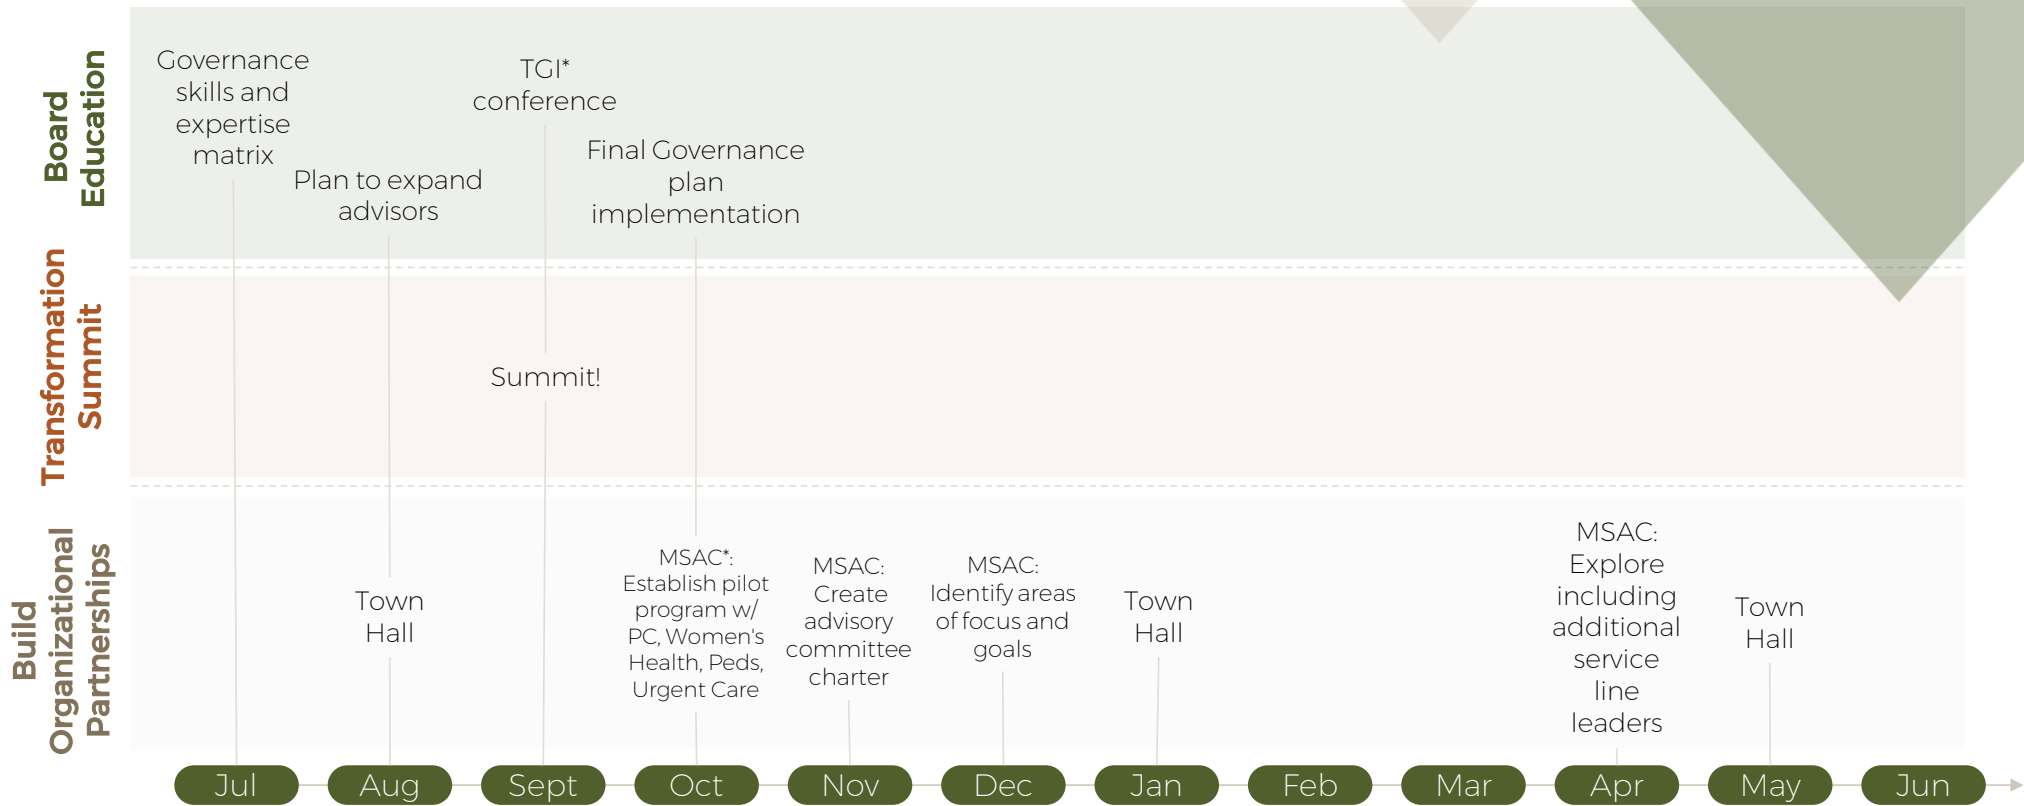 Board
Education
Governance
skills and
expertise
matrix
Plan to expand
advisors
TGI*
conference
Final Governance
plan
implementation
Transformation
Summit
Summit!
Build
Organizational
Partnerships
Town
Hall
MSAC*:
Establish pilot
program w/
PC, Women's
Health, Peds,
Urgent Care
MSAC:
Create
advisory
committee
charter
MSAC:
Identify areas
of focus and
goals
Town
Hall
MSAC:
Explore
including
additional
service
line
leaders
Town
Hall
Jul
Aug
Sept
Oct
Nov
Dec
Jan
Feb
Mar
Apr
May
Jun